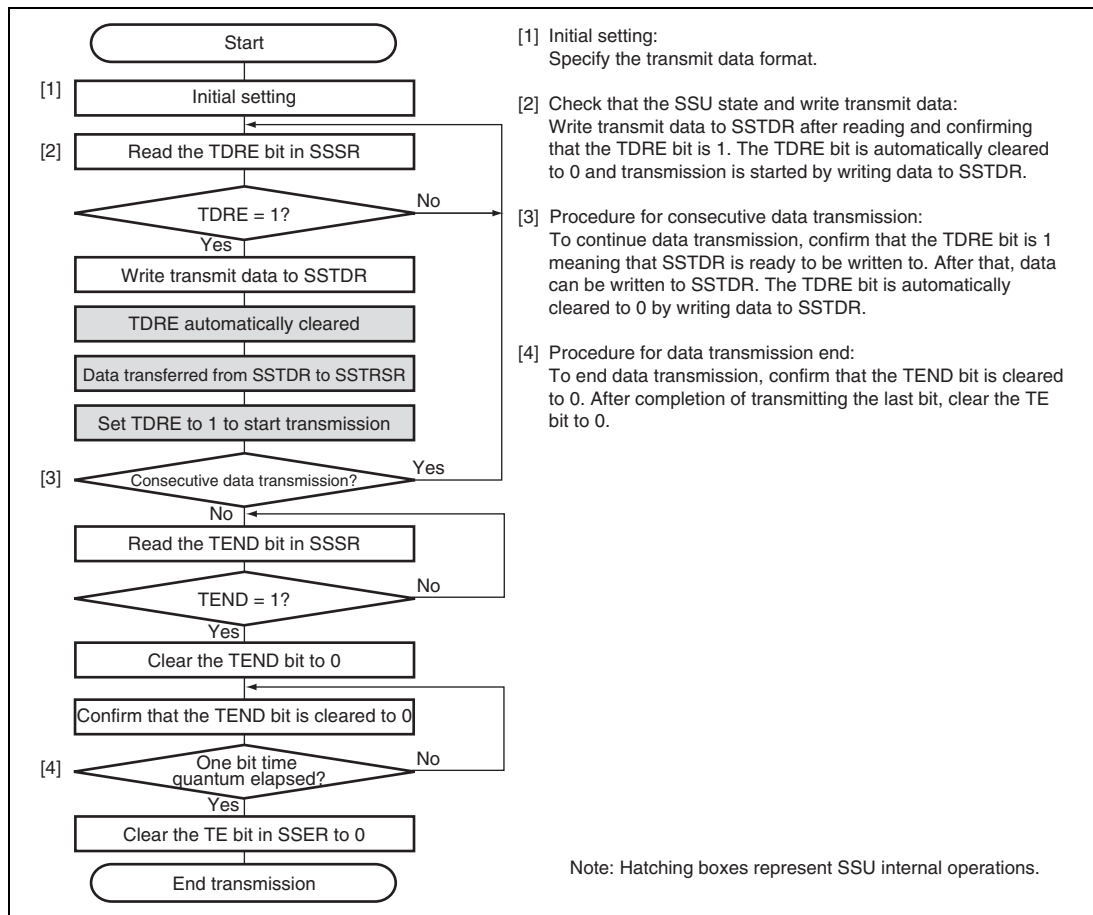 Start
[1]
Initial setting
[2]
Read the TDRE bit in SSSR
TDRE = 1?
No
Yes
Write transmit data to SSTDR
TDRE automatically cleared
Data transferred from SSTDR to SSTRSR
Set TDRE to 1 to start transmission
[3]
Consecutive data transmission?
Yes
No
Read the TEND bit in SSSR
TEND = 1?
No
Yes
Clear the TEND bit to 0
Confirm that the TEND bit is cleared to 0
[4]
One bit time
quantum elapsed?
No
Yes
Clear the TE bit in SSER to 0
End transmission
[1] Initial setting:
Specify the transmit data format.
[2] Check that the SSU state and write transmit data:
Write transmit data to SSTDR after reading and confirming
that the TDRE bit is 1. The TDRE bit is automatically cleared
to 0 and transmission is started by writing data to SSTDR.
[3] Procedure for consecutive data transmission:
To continue data transmission, confirm that the TDRE bit is 1
meaning that SSTDR is ready to be written to. After that, data
can be written to SSTDR. The TDRE bit is automatically
cleared to 0 by writing data to SSTDR.
[4] Procedure for data transmission end:
To end data transmission, confirm that the TEND bit is cleared
to 0. After completion of transmitting the last bit, clear the TE
bit to 0.
Note: Hatching boxes represent SSU internal operations.